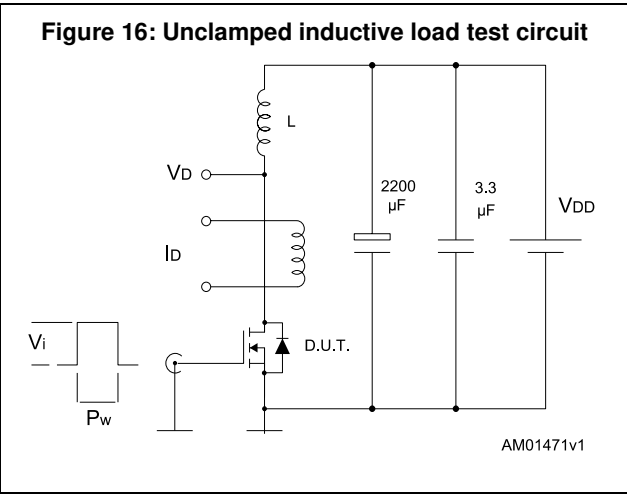 Figure 16: Unclamped inductive load test circuit
L
VD
2200
µF
3.3
µF
VDD
ID
Vi
D.U.T.
Pw
AM01471v1